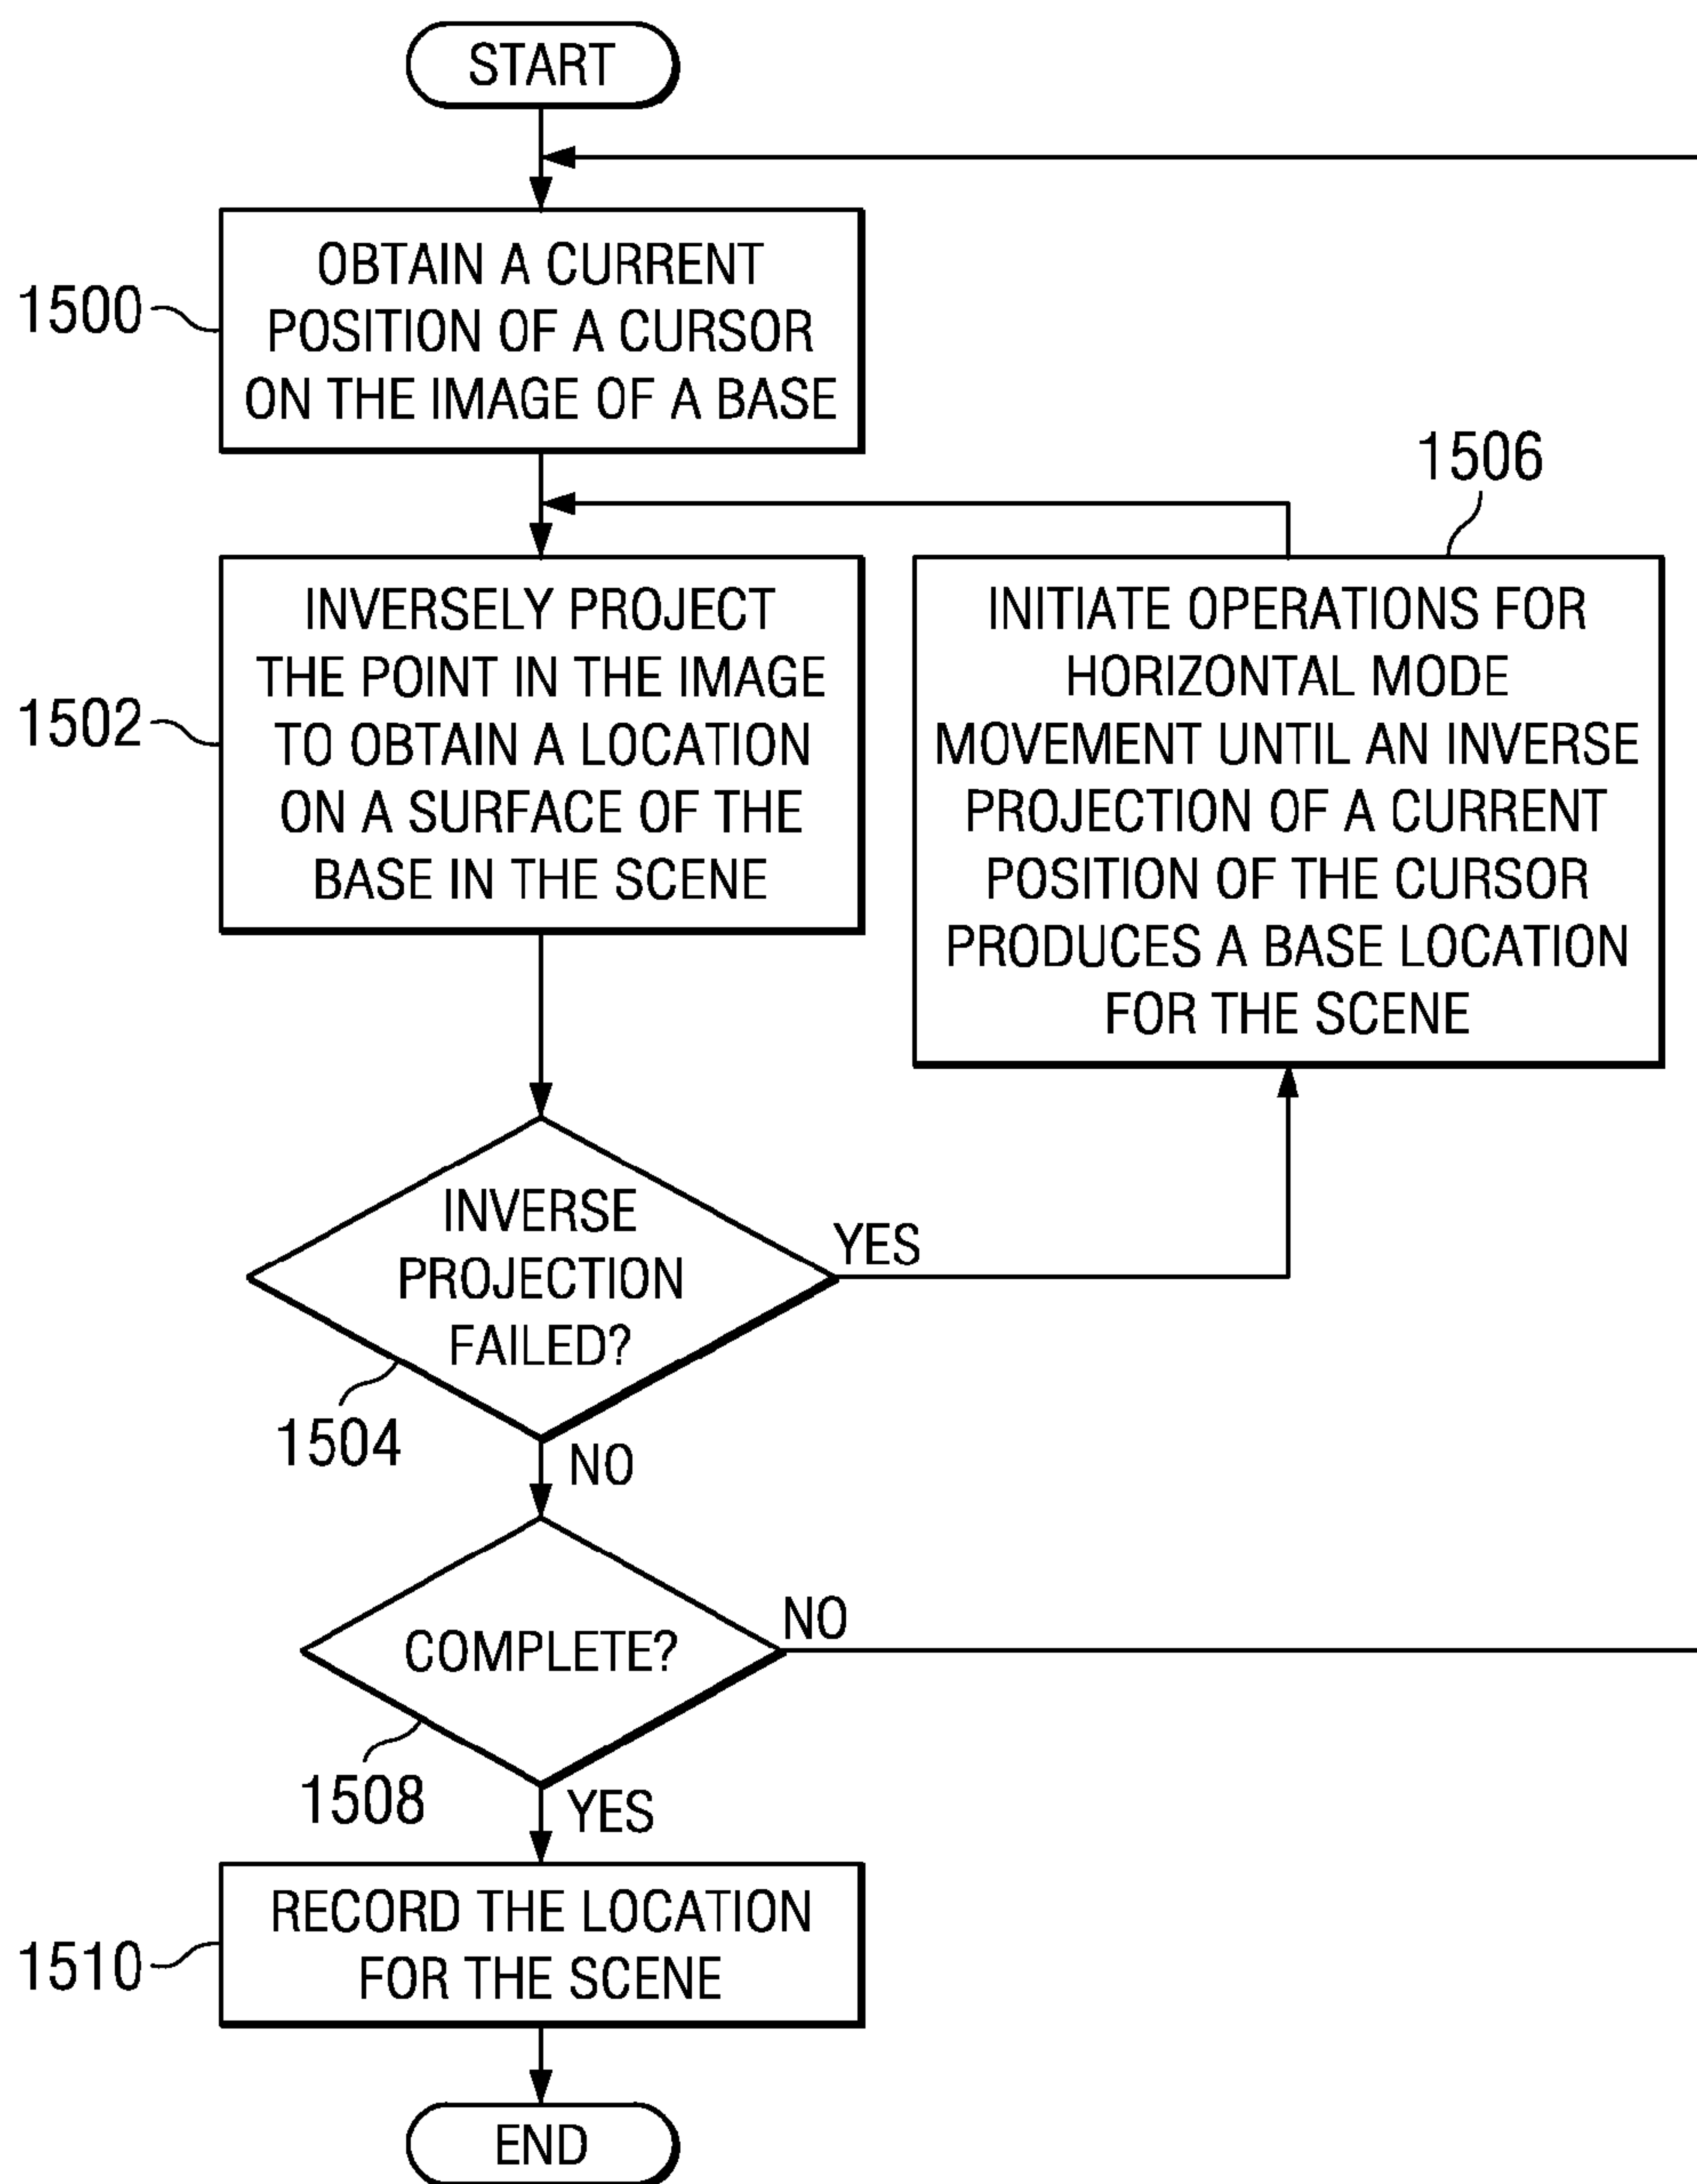 START
1500
OBTAIN A CURRENT
POSITION OF A CURSOR
ON THE IMAGE OF A BASE
1502
INVERSELY PROJECT
THE POINT IN THE IMAGE
TO OBTAIN A LOCATION
ON A SURFACE OF THE
BASE IN THE SCENE
1506
INITIATE OPERATIONS FOR
HORIZONTAL MODE
MOVEMENT UNTIL AN INVERSE
PROJECTION OF A CURRENT
POSITION OF THE CURSOR
PRODUCES A BASE LOCATION
FOR THE SCENE
INVERSE
PROJECTION
FAILED?
YES
1504
NO
COMPLETE?
NO
1508
YES
1510
RECORD THE LOCATION
FOR THE SCENE
END